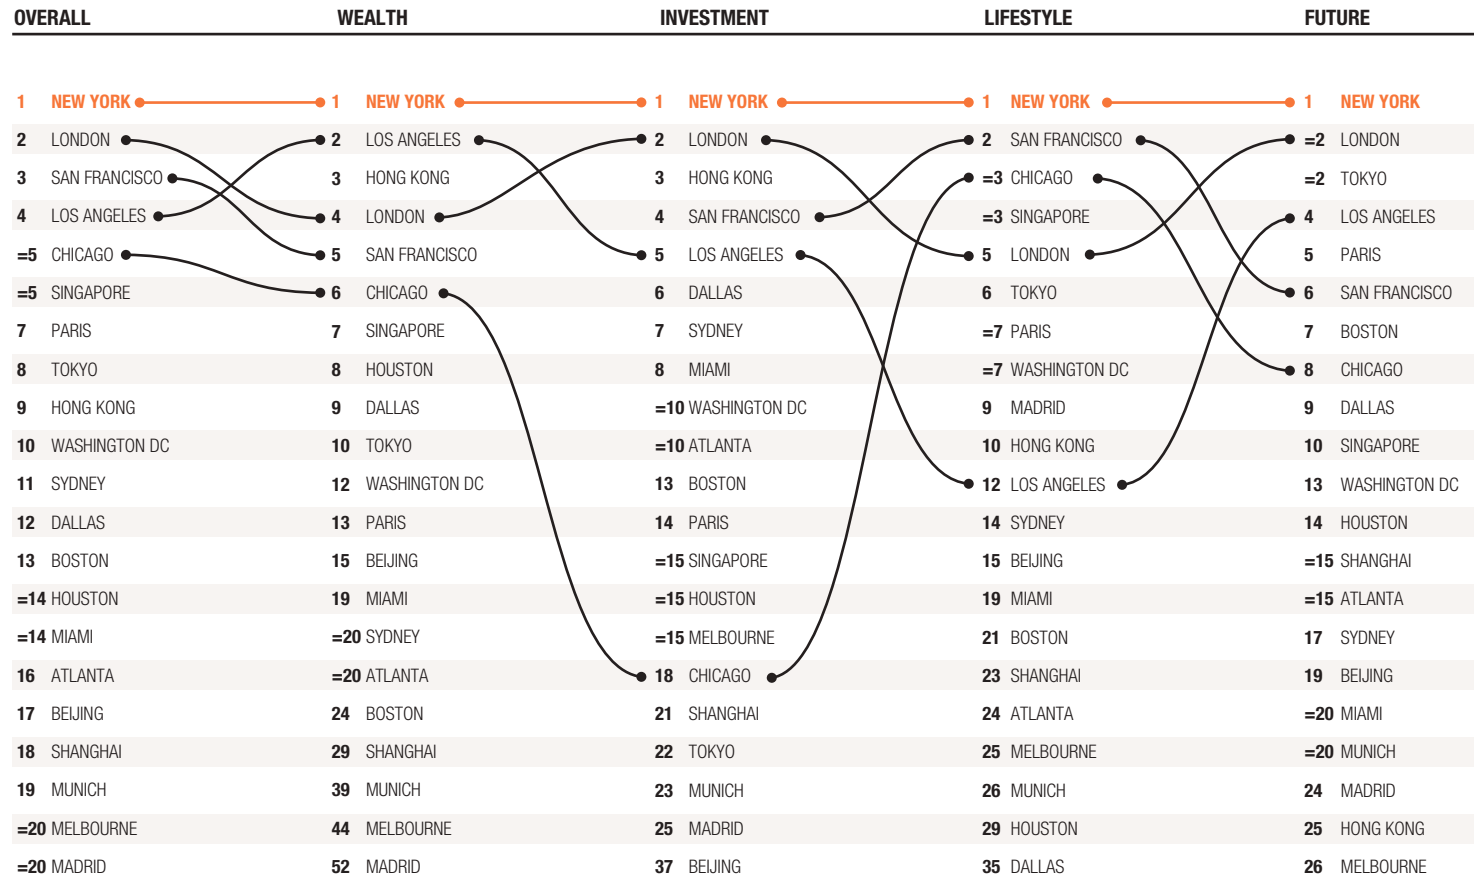 OVERALL WEALTH INVESTMENT LIFESTYLE FUTURE
1 NEW YORK 1 NEW YORK 1 NEW YORK 1 NEW YORK 1 NEW YORK
2 LONDON 2 LOS ANGELES 2 LONDON 2 SAN FRANCISCO =2 LONDON
3 SAN FRANCISCO 3 HONG KONG 3 HONG KONG =3 CHICAGO =2 TOKYO
4 LOS ANGELES 4 LONDON 4 SAN FRANCISCO =3 SINGAPORE 4 LOS ANGELES
=5 CHICAGO 5 SAN FRANCISCO 5 LOS ANGELES 5 LONDON 5 PARIS
=5 SINGAPORE 6 CHICAGO 6 DALLAS 6 TOKYO 6 SAN FRANCISCO
7 PARIS 7 SINGAPORE 7 SYDNEY =7 PARIS 7 BOSTON
8 TOKYO 8 HOUSTON 8 MIAMI =7 WASHINGTON DC 8 CHICAGO
9 HONG KONG 9 DALLAS =10 WASHINGTON DC 9 MADRID 9 DALLAS
10 WASHINGTON DC 10 TOKYO =10 ATLANTA 10 HONG KONG 10 SINGAPORE
11 SYDNEY 12 WASHINGTON DC 13 BOSTON 12 LOS ANGELES 13 WASHINGTON DC
12 DALLAS 13 PARIS 14 PARIS 14 SYDNEY 14 HOUSTON
13 BOSTON 15 BEIJING =15 SINGAPORE 15 BEIJING =15 SHANGHAI
=14 HOUSTON 19 MIAMI =15 HOUSTON 19 MIAMI =15 ATLANTA
=14 MIAMI =20 SYDNEY =15 MELBOURNE 21 BOSTON 17 SYDNEY
16 ATLANTA =20 ATLANTA 18 CHICAGO 23 SHANGHAI 19 BEIJING
17 BEIJING 24 BOSTON 21 SHANGHAI 24 ATLANTA =20 MIAMI
18 SHANGHAI 29 SHANGHAI 22 TOKYO 25 MELBOURNE =20 MUNICH
19 MUNICH 39 MUNICH 23 MUNICH 26 MUNICH 24 MADRID
=20 MELBOURNE 44 MELBOURNE 25 MADRID 29 HOUSTON 25 HONG KONG
=20 MADRID 52 MADRID 37 BEIJING 35 DALLAS 26 MELBOURNE